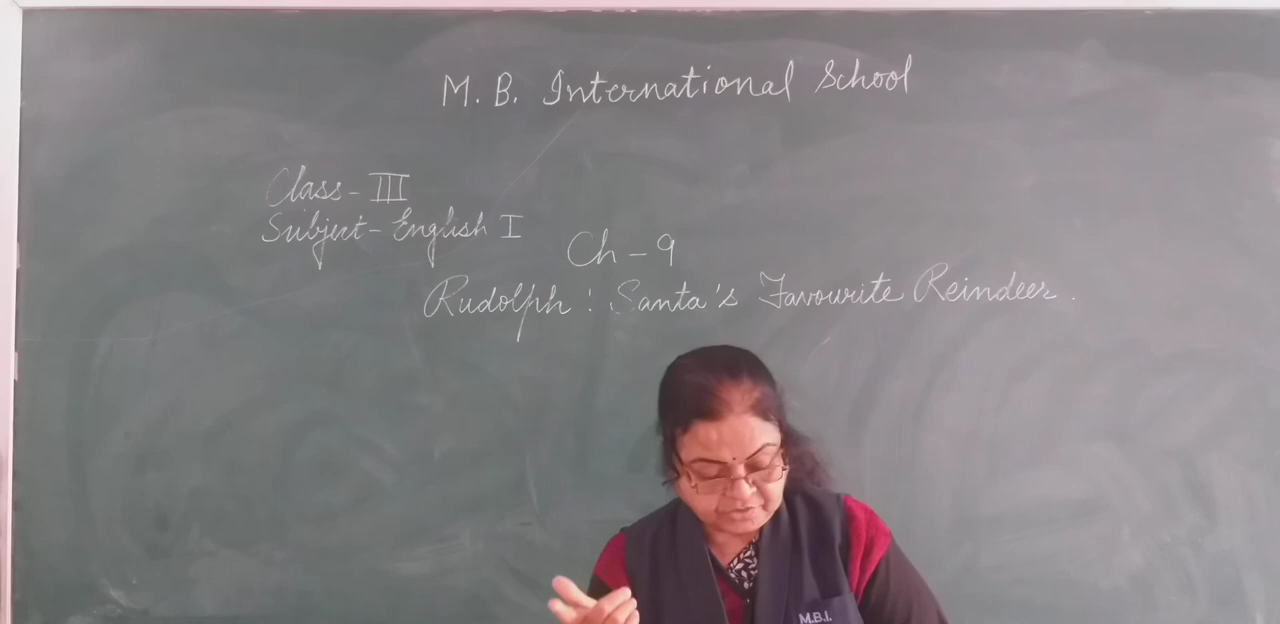 M. B. International School
Class - III
Subject - English I
Ch - 9
Rudolph : Santa's Favourite Reindeer.
M.B.I.